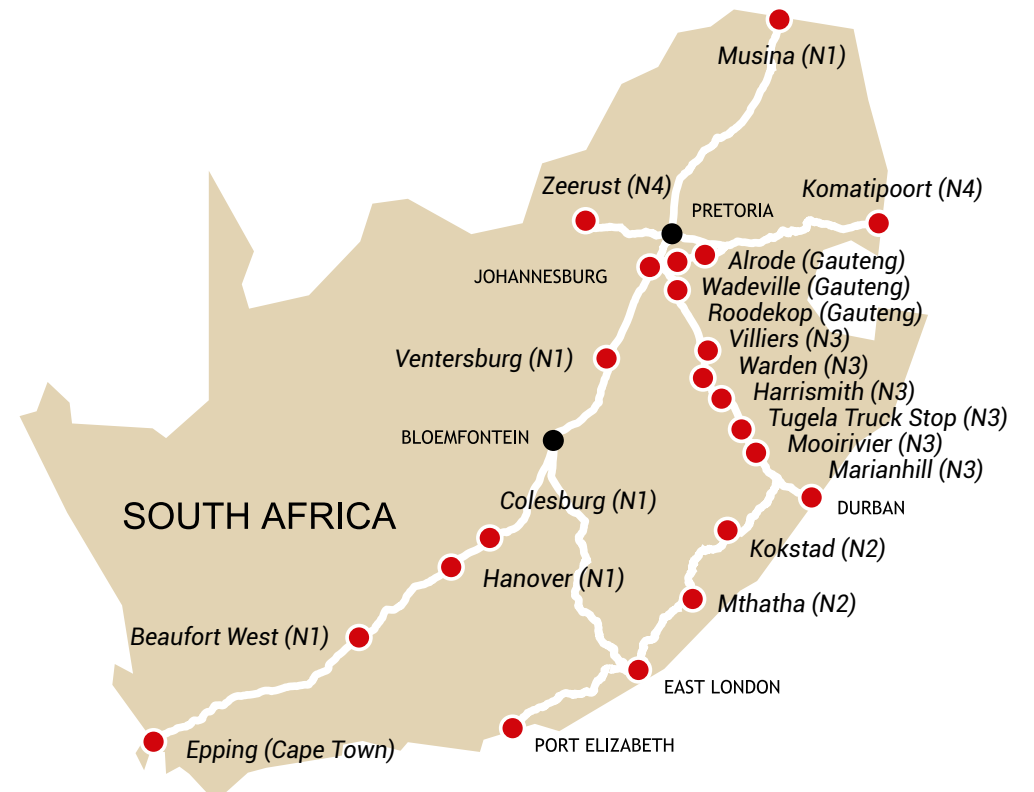 Musina (N1)
Zeerust (N4)
Komatipoort (N4)
PRETORIA
JOHANNESBURG
Alrode (Gauteng)
Wadeville (Gauteng)
Roodekop (Gauteng)
Villiers (N3)
Ventersburg (N1)
Warden (N3)
Harrismith (N3)
Tugela Truck Stop (N3)
BLOEMFONTEIN
Mooirivier (N3)
Marianhill (N3)
Colesburg (N1)
DURBAN
SOUTH AFRICA
Kokstad (N2)
Hanover (N1)
Mthatha (N2)
Beaufort West (N1)
EAST LONDON
PORT ELIZABETH
Epping (Cape Town)